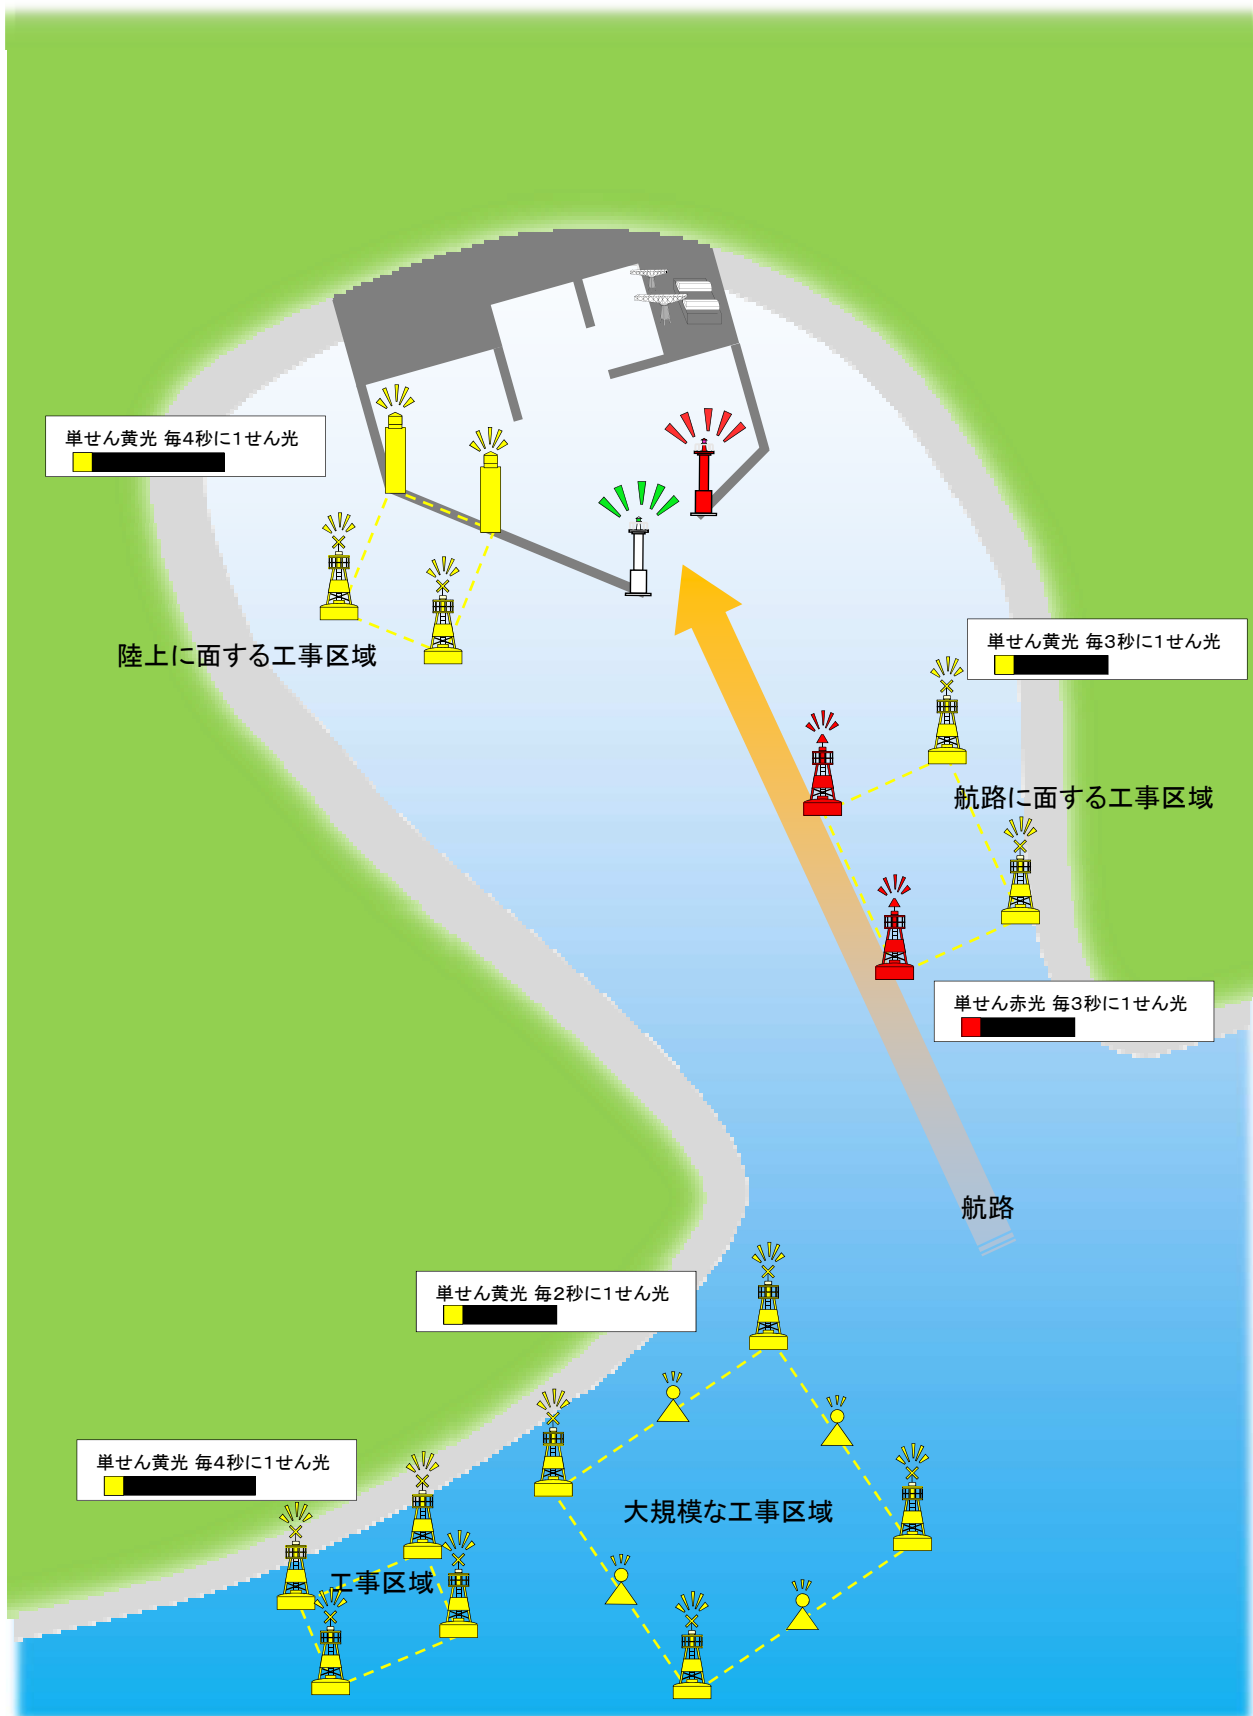 単せん黄光 毎4秒に1せん光
陸上に面する工事区域
単せん黄光 毎3秒に1せん光
航路に面する工事区域
単せん赤光 毎3秒に1せん光
航路
単せん黄光 毎2秒に1せん光
単せん黄光 毎4秒に1せん光
大規模な工事区域
工事区域